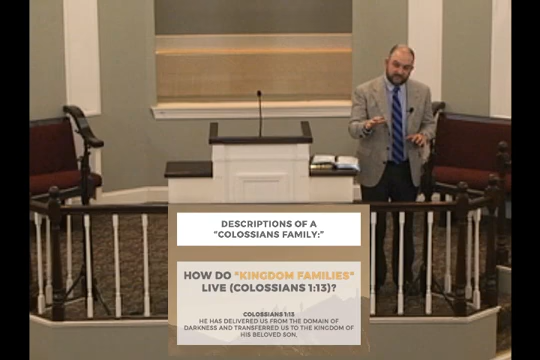 DESCRIPTIONS OF A
"COLOSSIANS FAMILY:"
HOW DO "KINGDOM FAMILIES"
LIVE (COLOSSIANS 1:13)?
COLOSSIANS 1:13
HE HAS DELIVERED US FROM THE DOMAIN OF
DARKNESS AND TRANSFERRED US TO THE KINGDOM OF
HIS BELOVED SON,